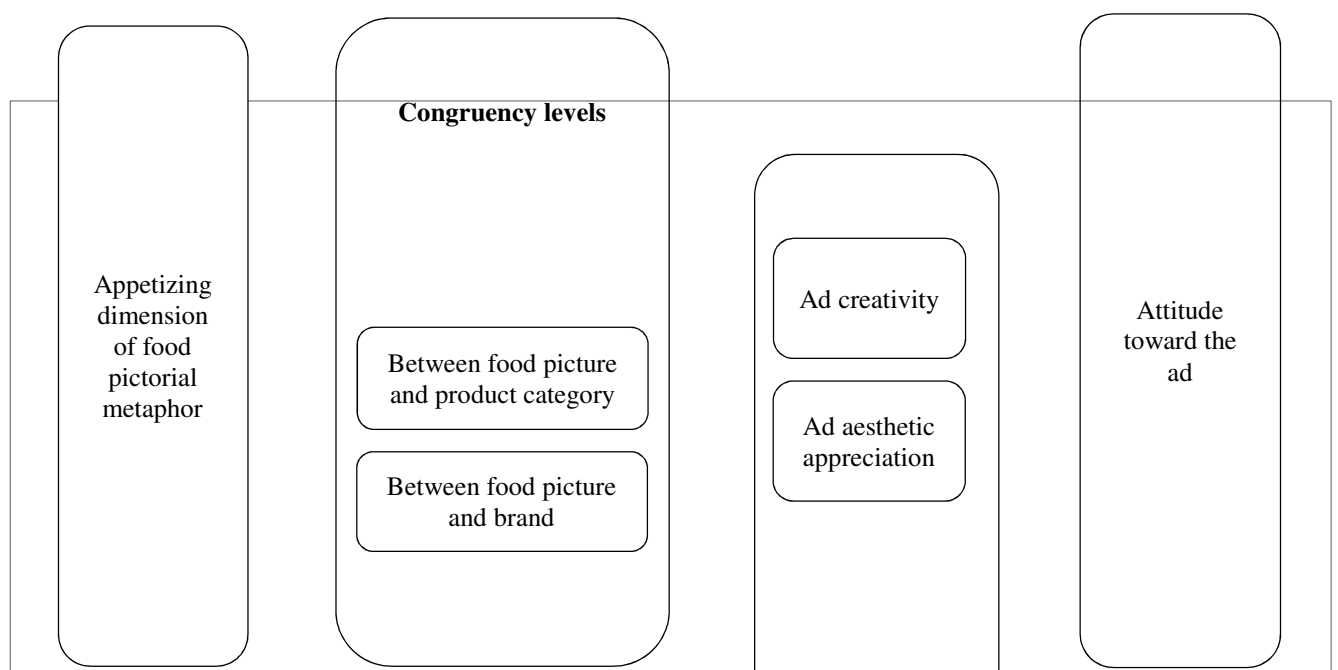 Appetizing
dimension
of food
pictorial
metaphor
Congruency levels
Between food picture
and product category
Between food picture
and brand
Ad creativity
Ad aesthetic
appreciation
Attitude
toward the
ad